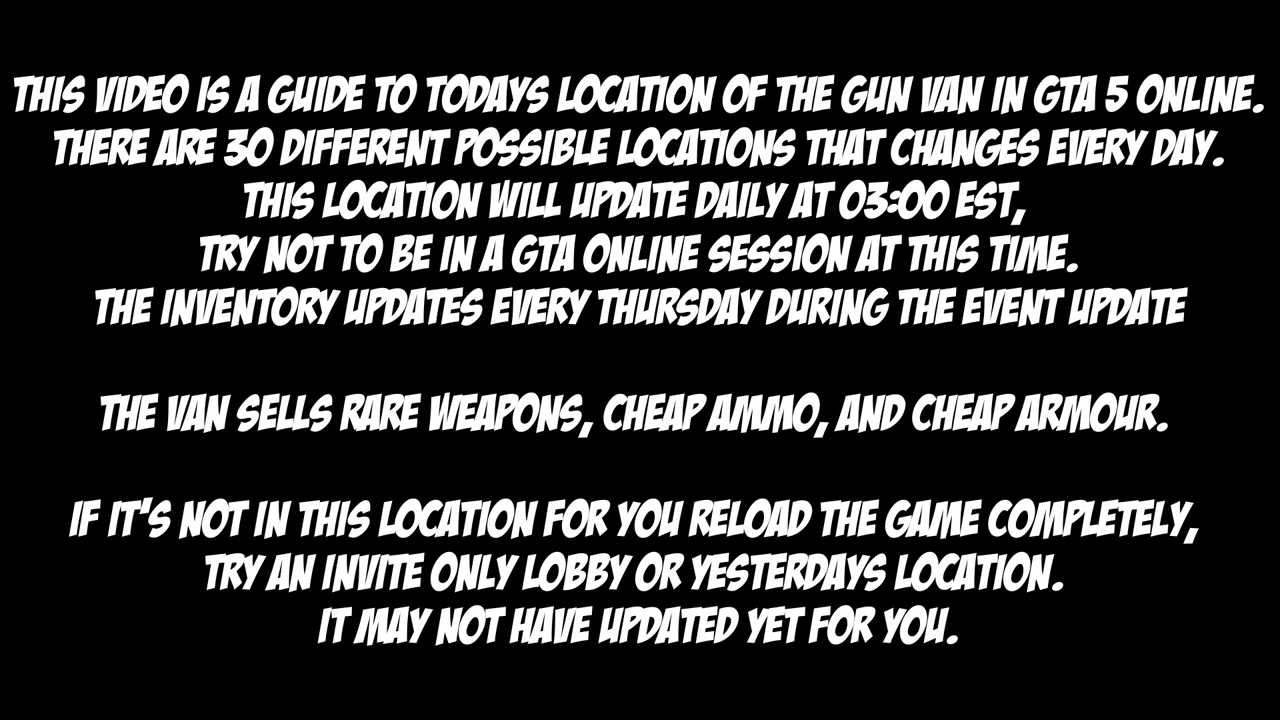 THIS VIDEO IS A GUIDE TO TODAYS LOCATION OF THE GUN VAN IN GTA 5 ONLINE.
THERE ARE 30 DIFFERENT POSSIBLE LOCATIONS THAT CHANGES EVERY DAY.
THIS LOCATION WILL UPDATE DAILY AT 03:00 EST,
TRY NOT TO BE IN A GTA ONLINE SESSION AT THIS TIME.
THE INVENTORY UPDATES EVERY THURSDAY DURING THE EVENT UPDATE
THE VAN SELLS RARE WEAPONS, CHEAP AMMO, AND CHEAP ARMOUR.
IF IT'S NOT IN THIS LOCATION FOR YOU RELOAD THE GAME COMPLETELY,
TRY AN INVITE ONLY LOBBY OR YESTERDAYS LOCATION.
IT MAY NOT HAVE UPDATED YET FOR YOU.